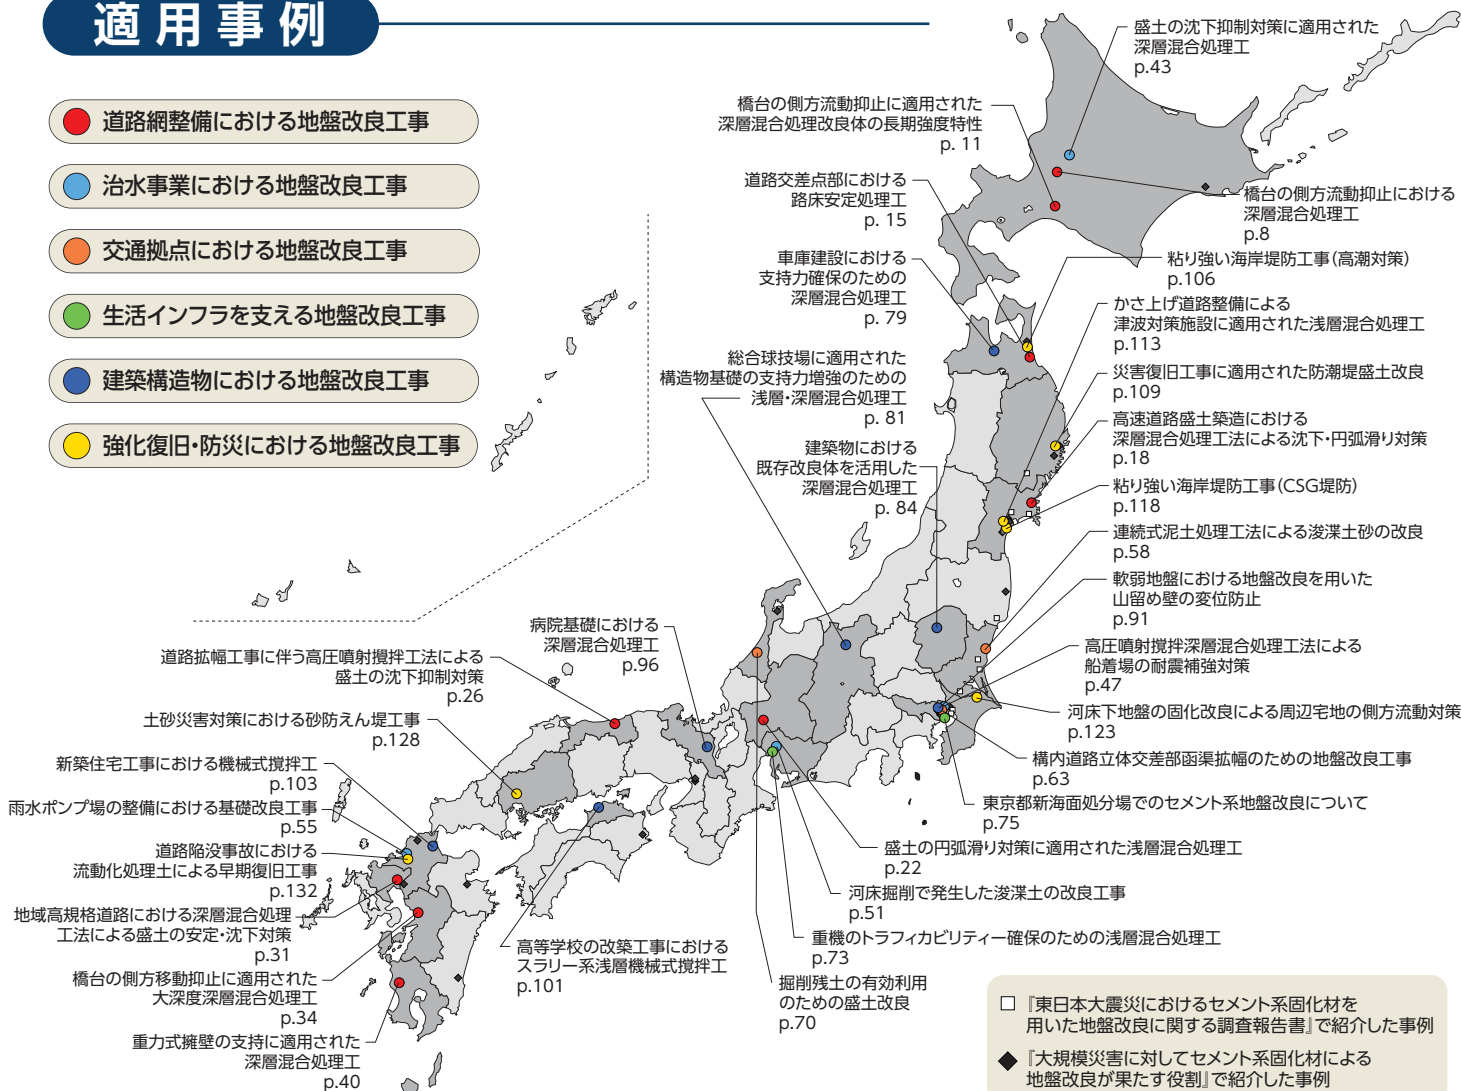 適用事例
道路網整備における地盤改良工事
治水事業における地盤改良工事
交通拠点における地盤改良工事
生活インフラを支える地盤改良工事
建築構造物における地盤改良工事
強化復旧・防災における地盤改良工事
盛土の沈下抑制対策に適用された
深層混合処理工
p.43
橋台の側方流動抑止に適用された
深層混合処理改良体の長期強度特性
p. 11
橋台の側方流動抑止における
深層混合処理工
p.8
道路交差点部における
路床安定処理工
p. 15
粘り強い海岸堤防工事(高潮対策)
p.106
車庫建設における
支持力確保のための
深層混合処理工
p. 79
かさ上げ道路整備による
津波対策施設に適用された浅層混合処理工
p.113
総合球技場に適用された
構造物基礎の支持力増強のための
浅層・深層混合処理工
p. 81
災害復旧工事に適用された防潮堤盛土改良
p.109
高速道路盛土築造における
深層混合処理工法による沈下・円弧滑り対策
p.18
建築物における
既存改良体を活用した
深層混合処理工
p. 84
粘り強い海岸堤防工事(CSG堤防)
p.118
連続式泥土処理工法による浚渫土砂の改良
p.58
軟弱地盤における地盤改良を用いた
山留め壁の変位防止
p.91
高圧噴射撹拌深層混合処理工法による
船着場の耐震補強対策
p.47
河床下地盤の固化改良による周辺宅地の側方流動対策
p.123
構内道路立体交差部函渠拡幅のための地盤改良工事
p.63
東京都新海面処分場でのセメント系地盤改良について
p.75
盛土の円弧滑り対策に適用された浅層混合処理工
p.22
河床掘削で発生した浚渫土の改良工事
p.51
重機のトラフィカビリティー確保のための浅層混合処理工
p.73
掘削残土の有効利用
のための盛土改良
p.70
病院基礎における
深層混合処理工
p.96
道路拡幅工事に伴う高圧噴射撹拌工法による
盛土の沈下抑制対策
p.26
土砂災害対策における砂防えん堤工事
p.128
新築住宅工事における機械式撹拌工
p.103
雨水ポンプ場の整備における基礎改良工事
p.55
道路陥没事故における
流動化処理土による早期復旧工事
p.132
地域高規格道路における深層混合処理
工法による盛土の安定・沈下対策
p.31
橋台の側方移動抑止に適用された
大深度深層混合処理工
p.34
重力式擁壁の支持に適用された
深層混合処理工
p.40
高等学校の改築工事における
スラリー系浅層機械式撹拌工
p.101
『東日本大震災におけるセメント系固化材を
用いた地盤改良に関する調査報告書』で紹介した事例
『大規模災害に対してセメント系固化材による
地盤改良が果たす役割』で紹介した事例